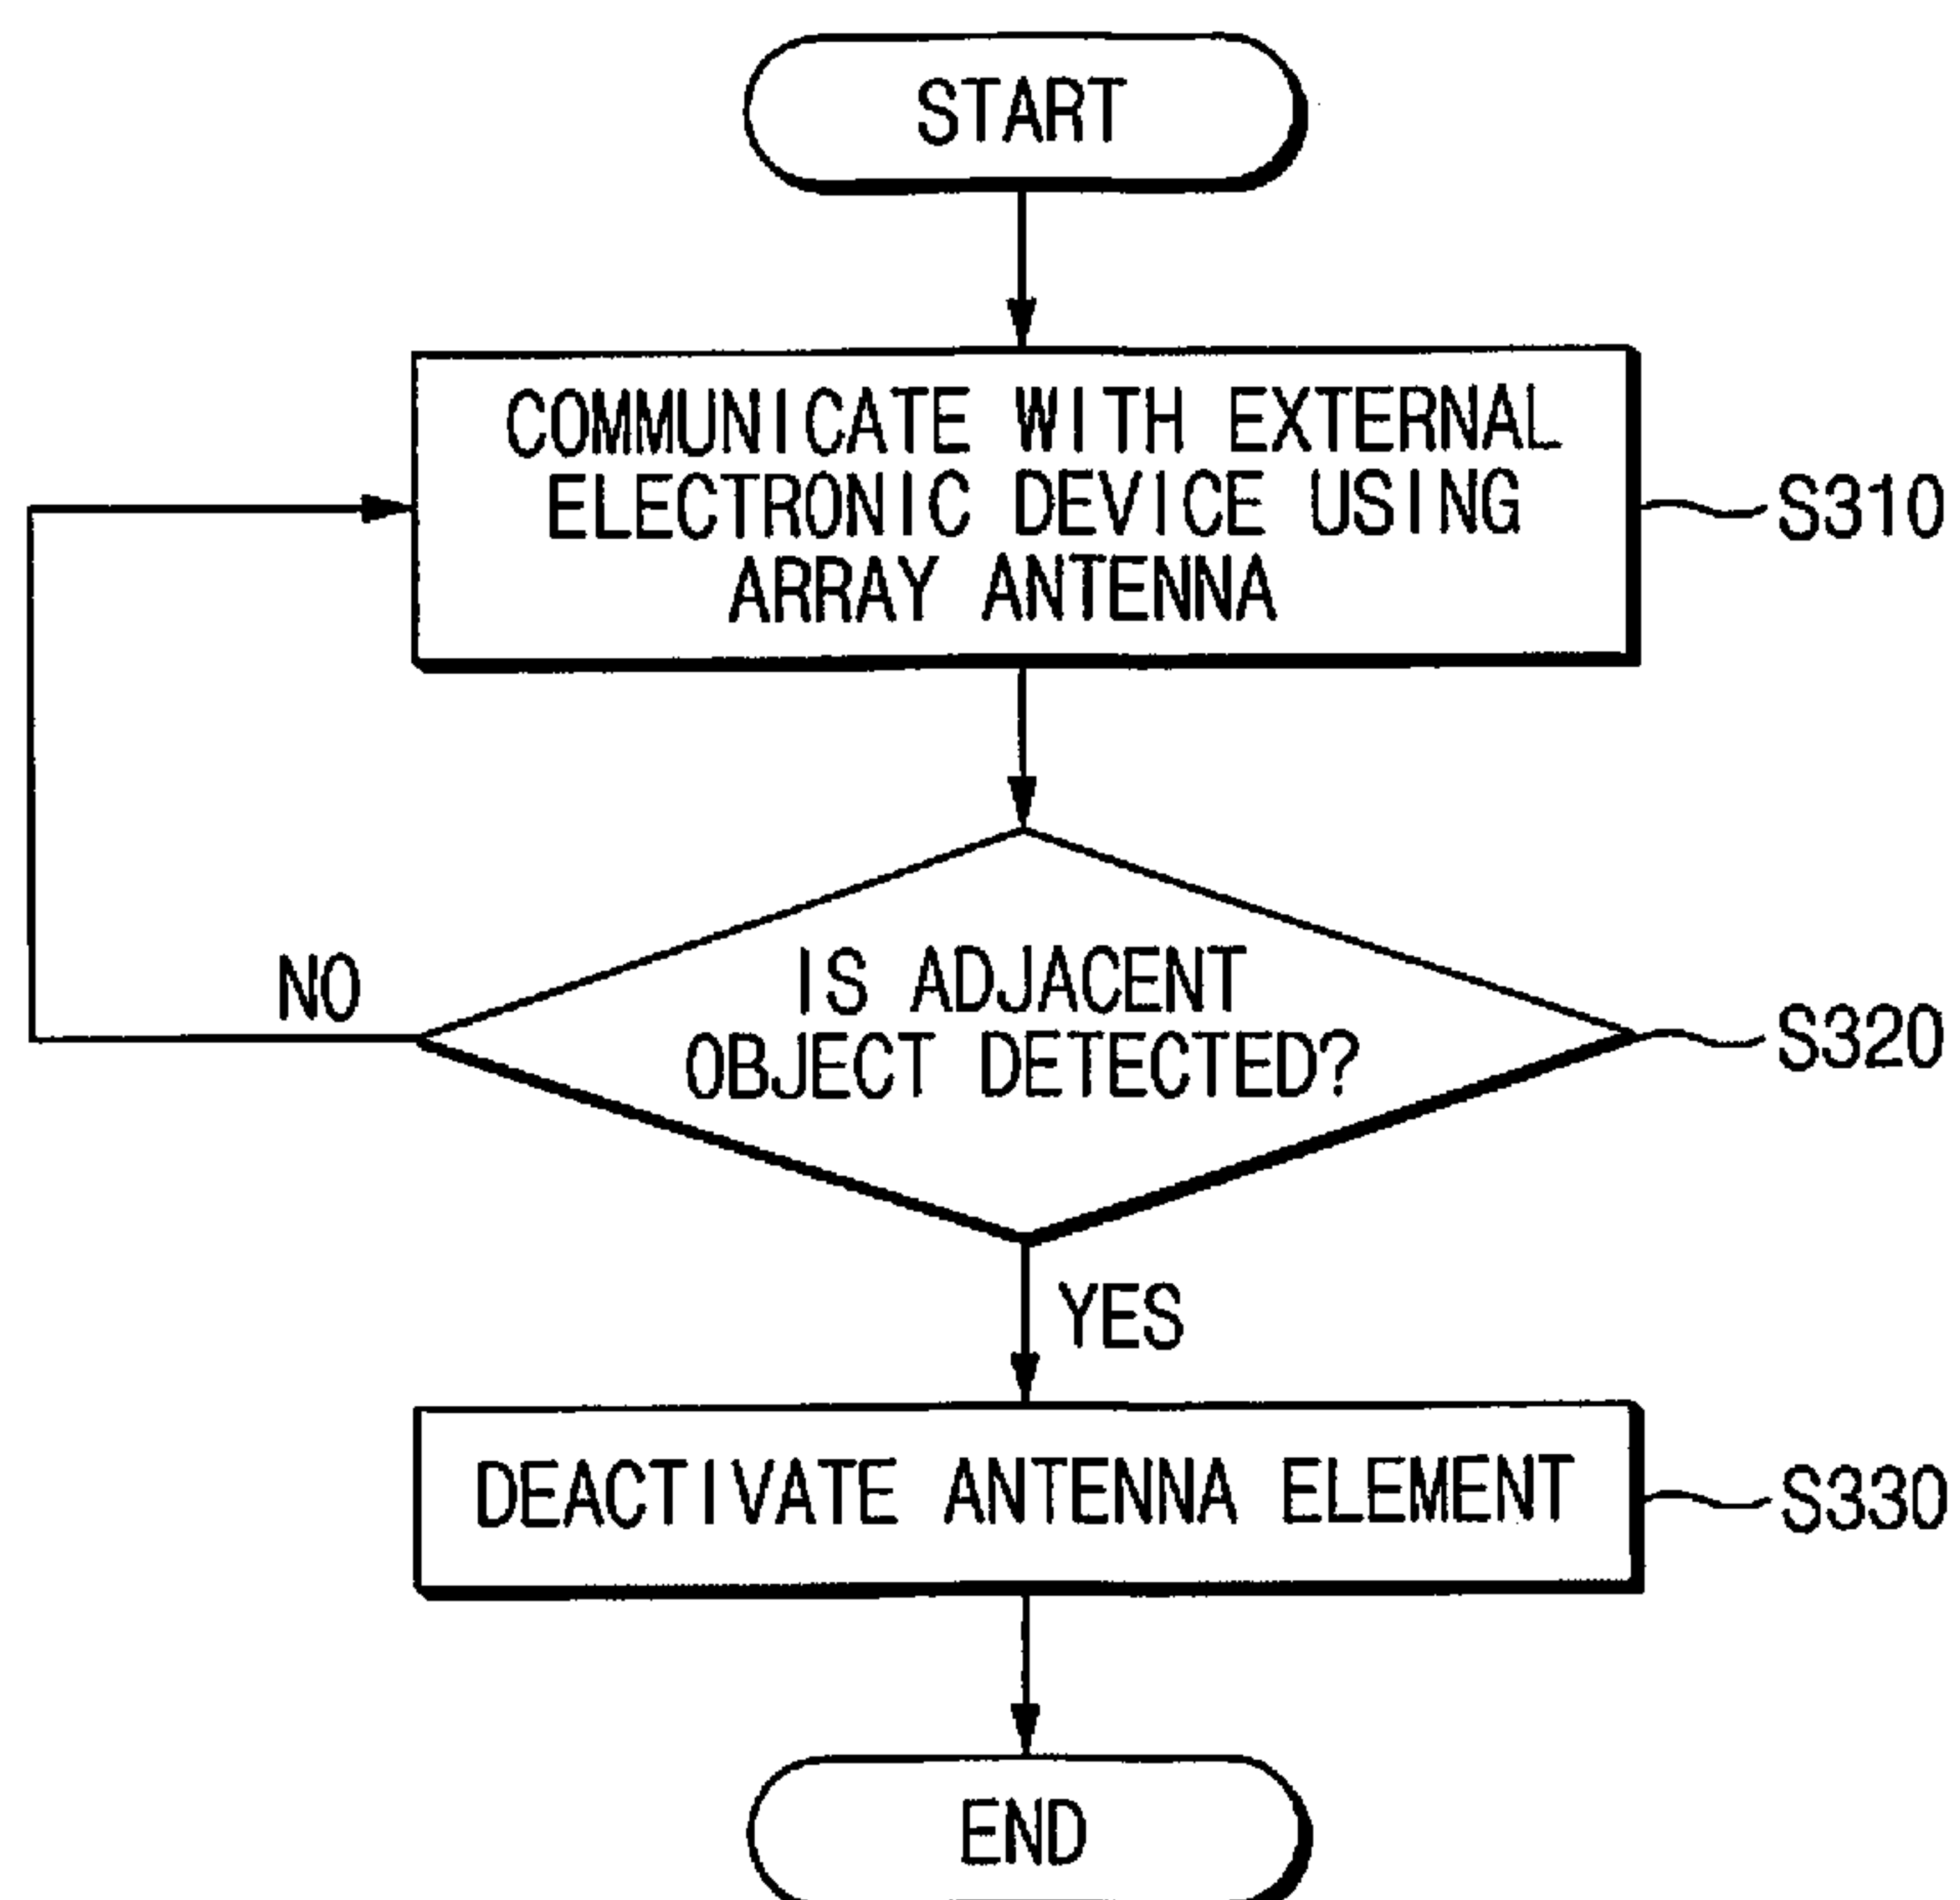 START
COMMUNICATE WITH EXTERNAL
ELECTRONIC DEVICE USING
ARRAY ANTENNA
S310
NO
IS ADJACENT
OBJECT DETECTED?
S320
YES
DEACTIVATE ANTENNA ELEMENT
S330
END